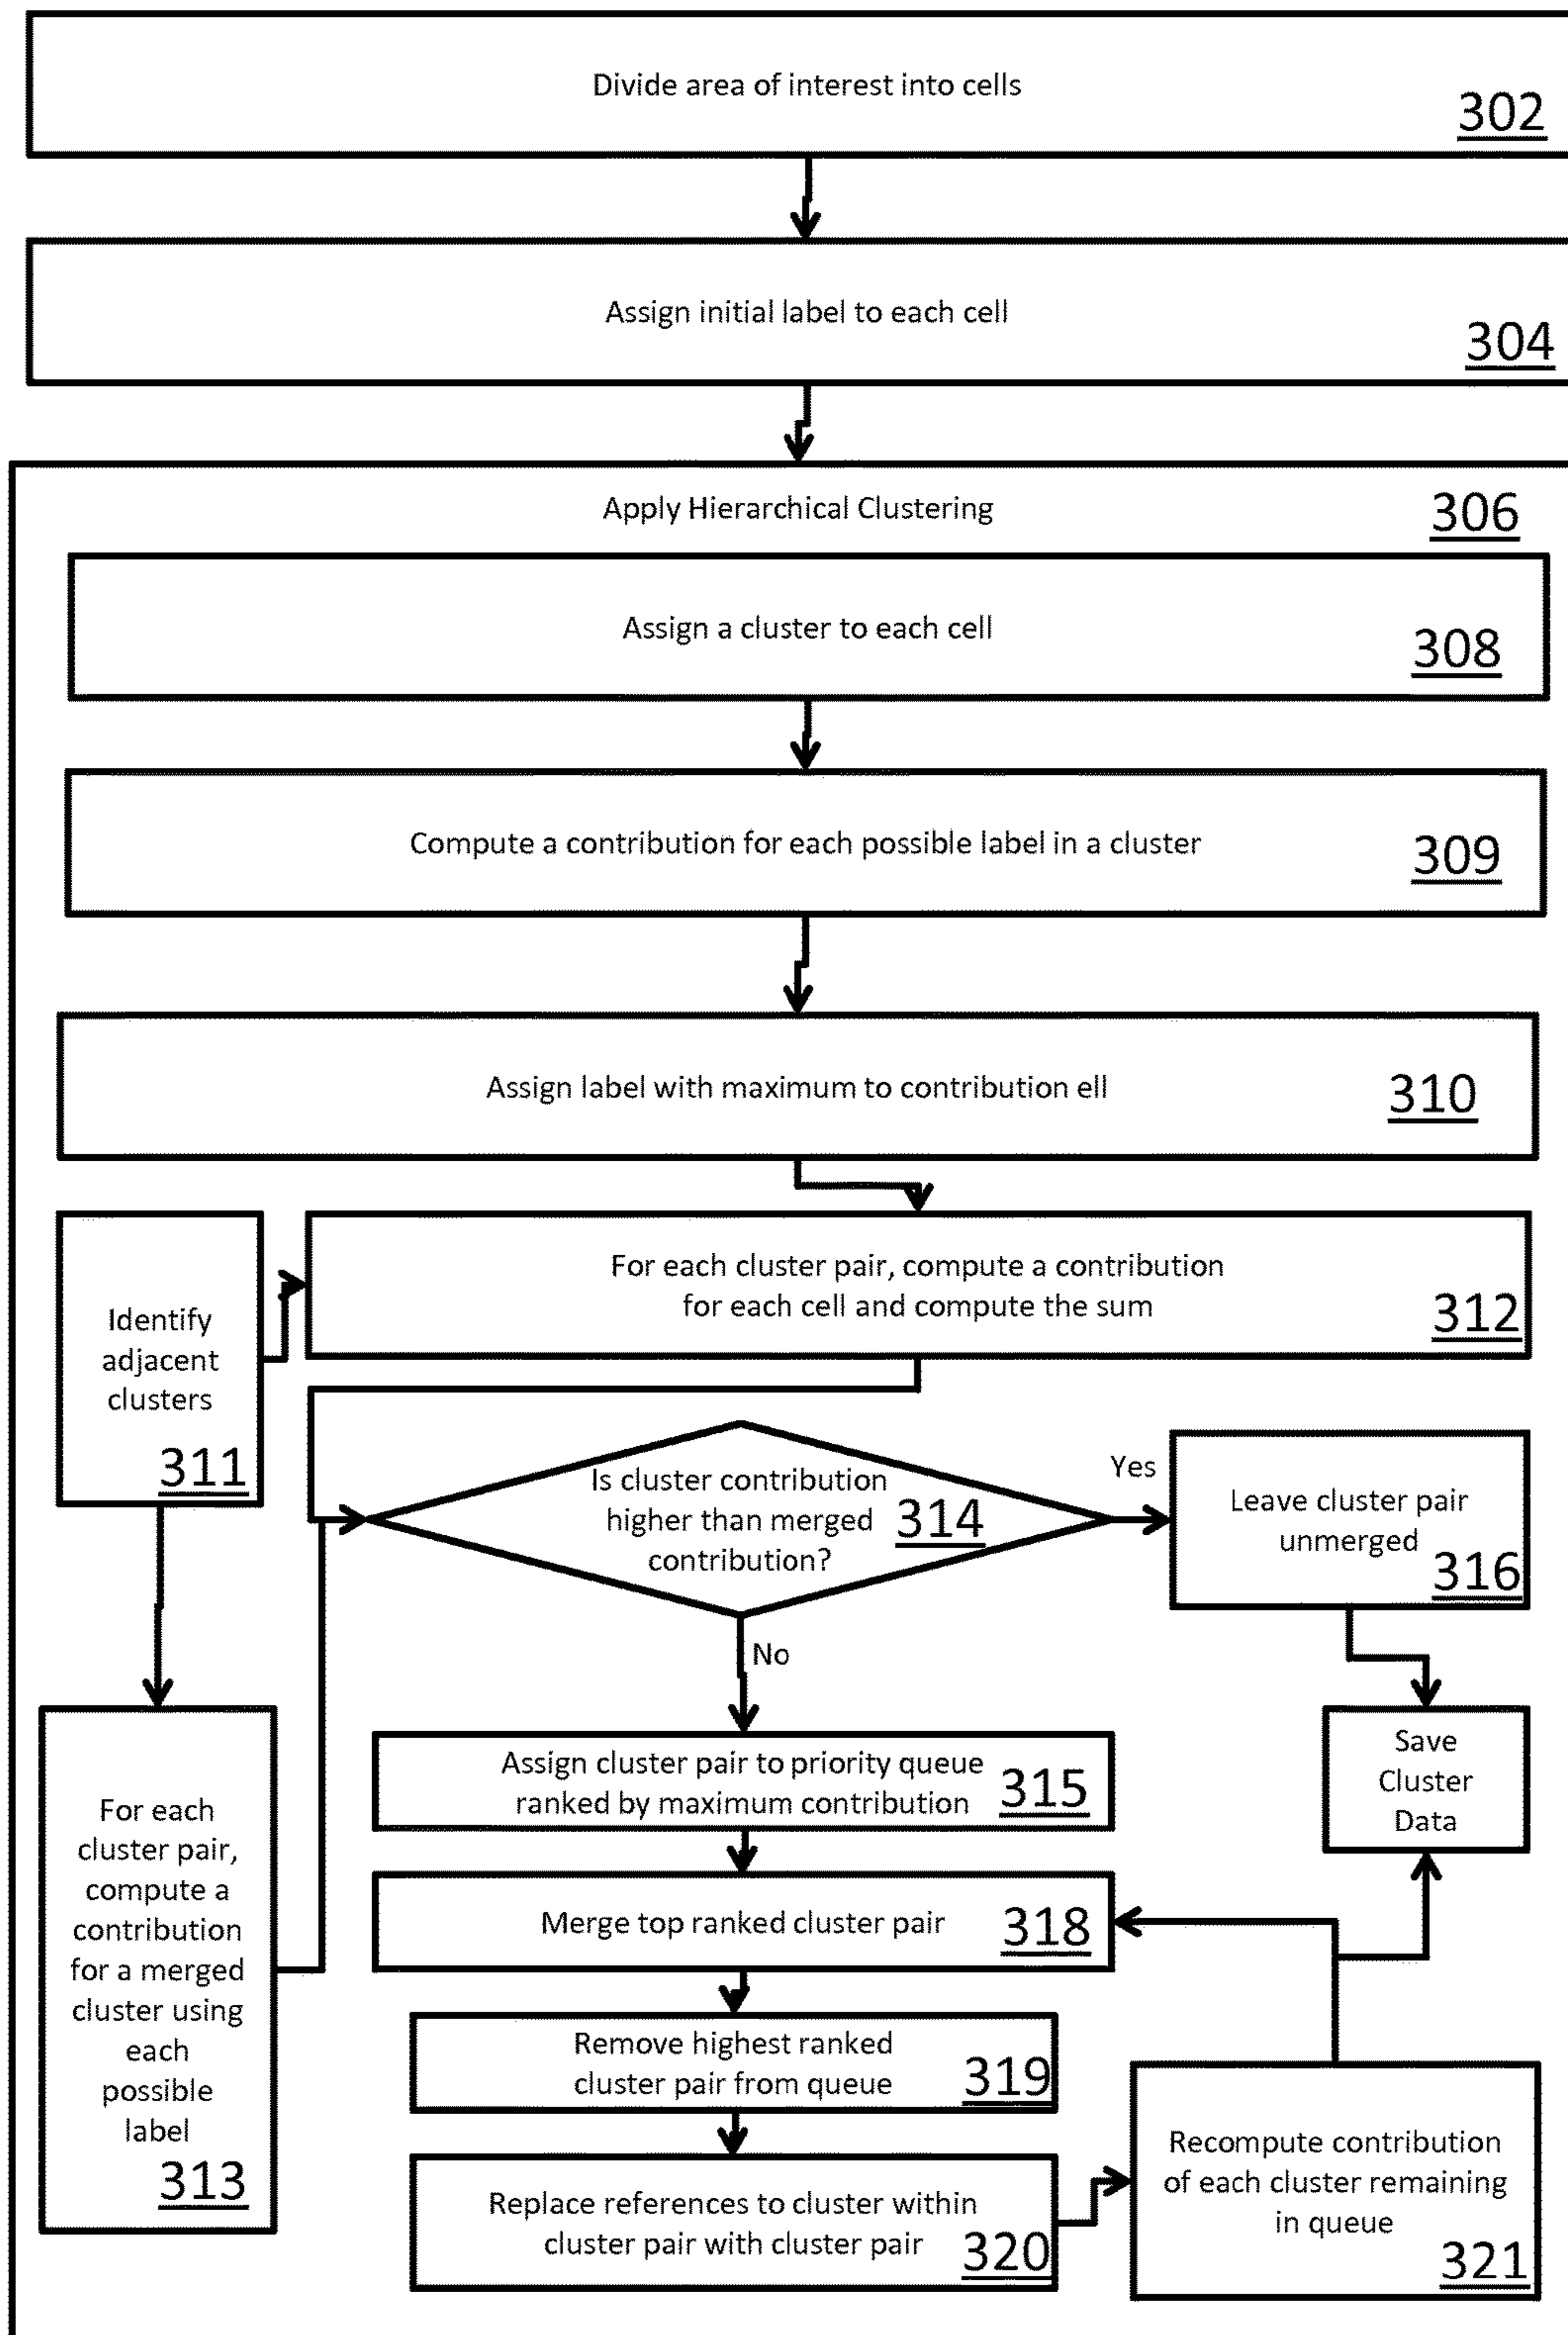 Divide area of interest into cells
302
Assign initial label to each cell
304
Apply Hierarchical Clustering
306
Assign a cluster to each cell
308
Compute a contribution for each possible label in a cluster
309
Assign label with maximum to contribution ell
310
Identify
adjacent
clusters
311
For each cluster pair, compute a contribution
for each cell and compute the sum
312
Is cluster contribution
higher than merged
contribution?
314
Yes
Leave cluster pair
unmerged
316
No
For each
cluster pair,
compute a
contribution
for a merged
cluster using
each
possible
label
313
Assign cluster pair to priority queue
ranked by maximum contribution
315
Save
Cluster
Data
Merge top ranked cluster pair
318
Remove highest ranked
cluster pair from queue
319
Replace references to cluster within
cluster pair with cluster pair
320
Recompute contribution
of each cluster remaining
in queue
321